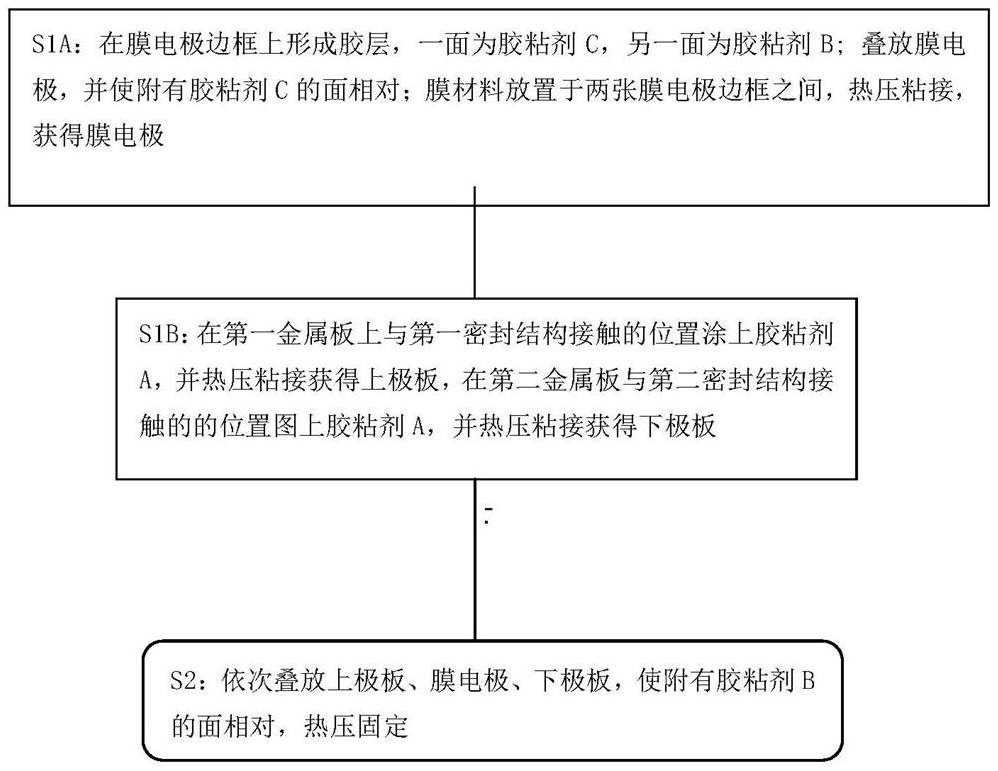 S1A：在膜电极边框上形成胶层，一面为胶粘剂 C，另一面为胶粘剂 B；叠放膜电
极，并使附有胶粘剂 C 的面相对；膜材料放置于两张膜电极边框之间，热压粘接，
获得膜电极
S1B：在第一金属板上与第一密封结构接触的位置涂上胶粘剂
A，并热压粘接获得上极板，在第二金属板与第二密封结构接
触的的位置图上胶粘剂 A，并热压粘接获得下极板
S2：依次叠放上极板、膜电极、下极板，使附有胶粘剂 B
的面相对，热压固定